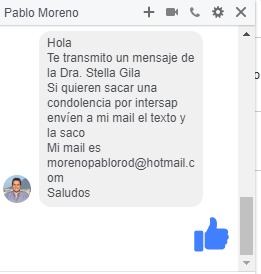 Pablo Moreno
Hola
Te transmito un mensaje de
la Dra. Stella Gila
Si quieren sacar una
condolencia por intersap
envíen a mi mail el texto y
la saco
Mi mail es
morenopablorod@hotmail.c
om
Saludos
o